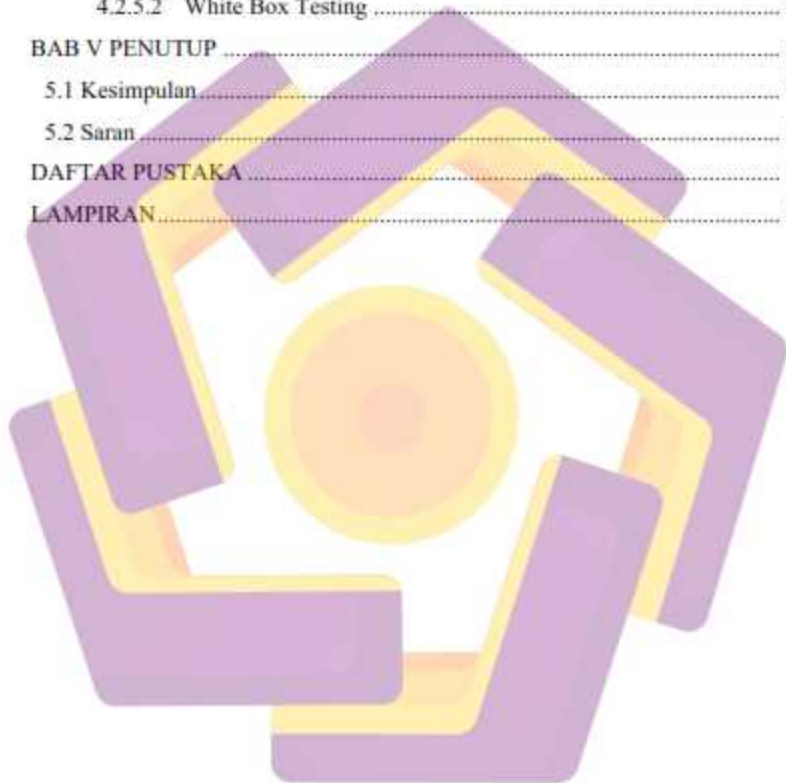 4.2.5.2 White Box Testing ........................................................................
BAB V PENUTUP ........................................................................
5.1 Kesimpulan ........................................................................
5.2 Saran ........................................................................
DAFTAR PUSTAKA ........................................................................
LAMPIRAN ........................................................................